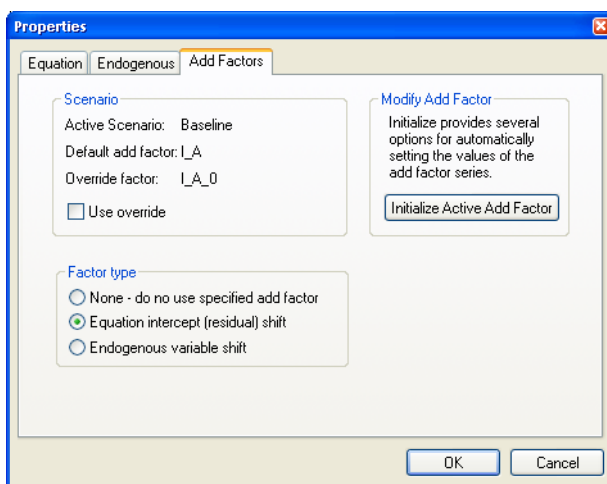 Properties
Equation Endogenous Add Factors
Scenario
Active Scenario: Baseline
Default add factor: I_A
Override factor: I_A_0
Use override
Modify Add Factor
Initialize provides several
options for automatically
setting the values of the
add factor series.
Initialize Active Add Factor
Factor type
None - do no use specified add factor
Equation intercept (residual) shift
Endogenous variable shift
OK Cancel